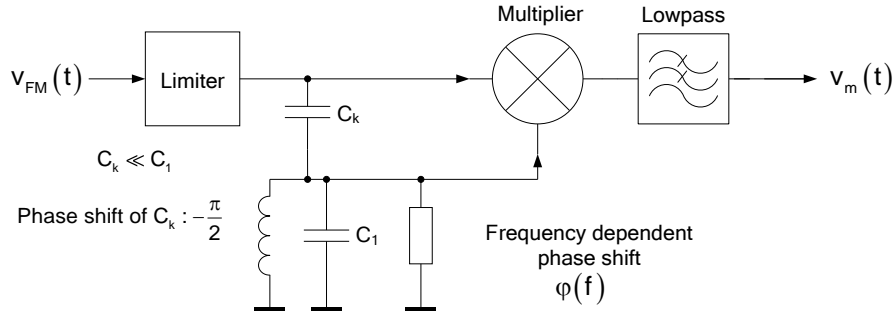 Multiplier
Lowpass
v_FM(t)
Limiter
v_m(t)
C_k
C_k ≪ C_1
Phase shift of C_k : −π/2
C_1
Frequency dependent
phase shift
φ(f)